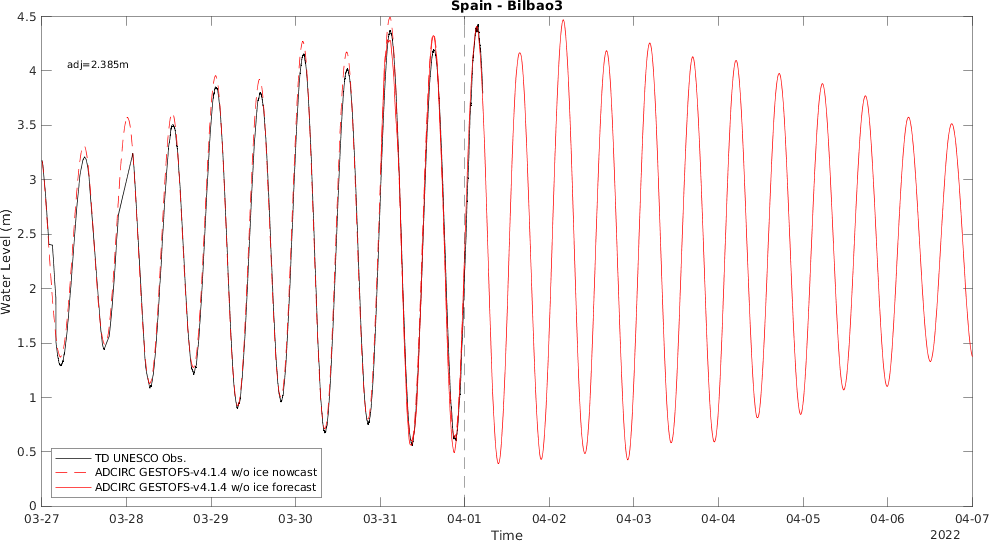 Spain - Bilbao3
adj=2.385m
4.5
4
3.5
3
2.5
2
1.5
1
0.5
0
Water Level (m)
TD UNESCO Obs.
ADCIRC GESTOFS-v4.1.4 w/o ice nowcast
ADCIRC GESTOFS-v4.1.4 w/o ice forecast
03-27 03-28 03-29 03-30 03-31 04-01 04-02 04-03 04-04 04-05 04-06 04-07
Time
2022